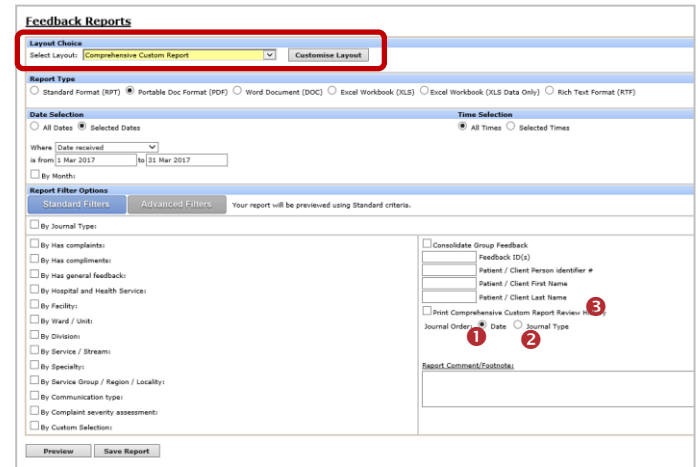 Feedback Reports
Layout Choice
Select Layout: Comprehensive Custom Report Customise Layout
Report Type
Standard Format (RPT) Portable Doc Format (PDF) Word Document (DOC) Excel Workbook (XLS) Excel Workbook (XLS Data Only) Rich Text Format (RTF)
Date Selection Time Selection
All Dates Selected Dates All Times Selected Times
Where Date received
is from 1 Mar 2017 to 31 Mar 2017
By Month:
Report Filter Options
Standard Filters Advanced Filters Your report will be previewed using Standard criteria.
By Journal Type:
By Has complaints: Consolidate Group Feedback
By Has compliments: Feedback ID(s)
By Has general feedback: Patient / Client Person identifier #
By Hospital and Health Service: Patient / Client First Name
By Facility: Patient / Client Last Name
3
By Ward / Unit: Print Comprehensive Custom Report Review
By Division: Journal Order: Date Journal Type
1 2
By Service / Stream:
By Specialty: Report Comment/Footnote:
By Service Group / Region / Locality:
By Communication type:
By Complaint severity assessment:
By Custom Selection:
Preview Save Report